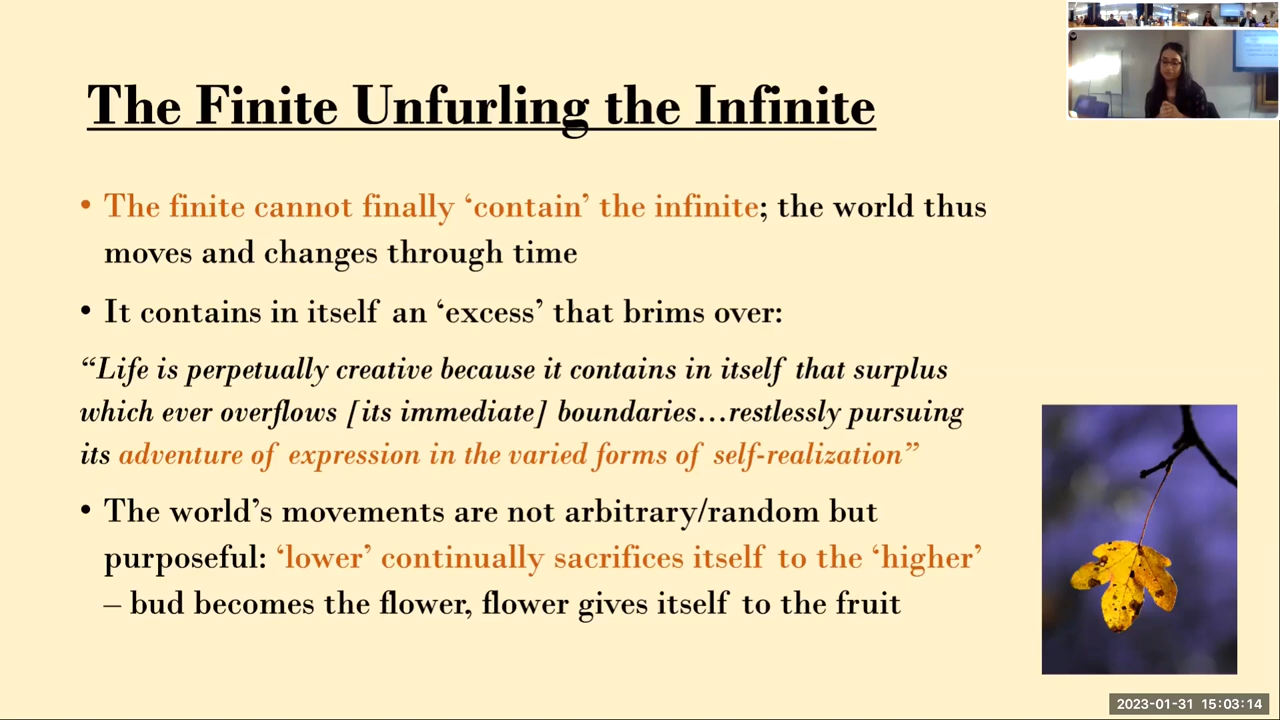 The Finite Unfurling the Infinite
• The finite cannot finally ‘contain’ the infinite; the world thus
moves and changes through time
• It contains in itself an ‘excess’ that brims over:
“Life is perpetually creative because it contains in itself that surplus
which ever overflows [its immediate] boundaries…restlessly pursuing
its adventure of expression in the varied forms of self-realization”
• The world’s movements are not arbitrary/random but
purposeful: ‘lower’ continually sacrifices itself to the ‘higher’
– bud becomes the flower, flower gives itself to the fruit
2023-01-31 15:03:14